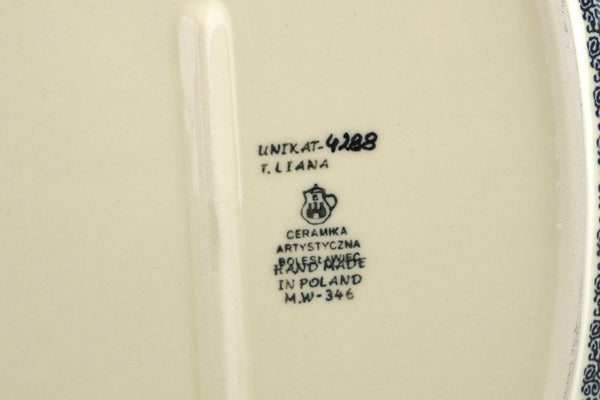 UNIKAT-4288
T. LIANA
CERAMIKA
ARTYSTYCZNA
BOLESŁAWIEC
HAND MADE
IN POLAND
M.W-346